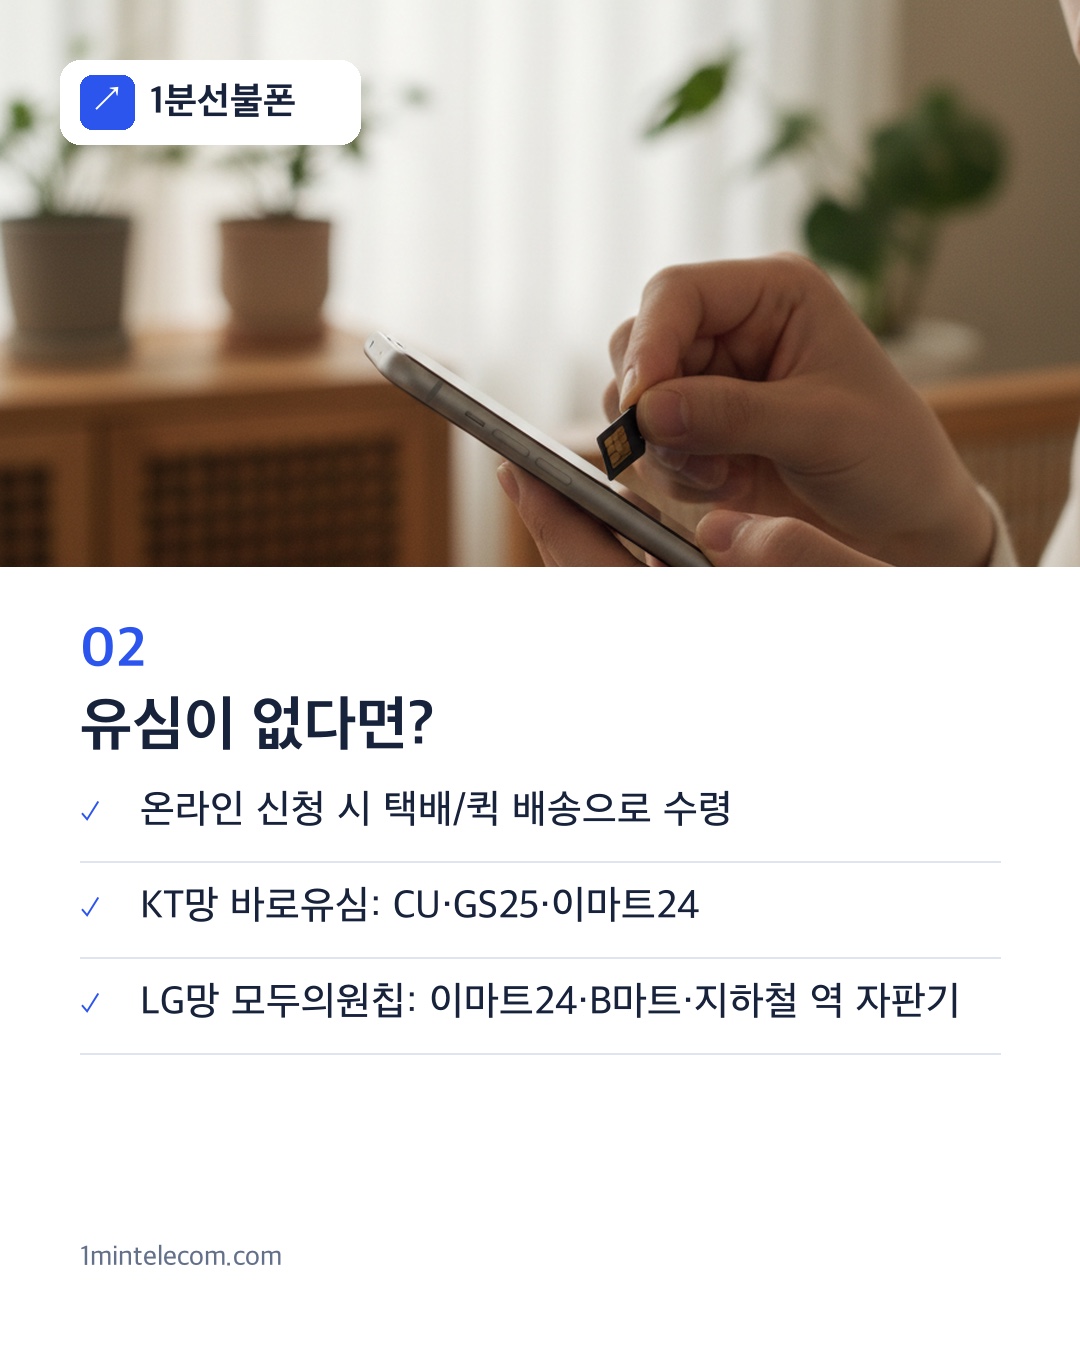 1분선불폰
02
유심이 없다면?
✓ 온라인 신청 시 택배/퀵 배송으로 수령
✓ KT망 바로유심: CU·GS25·이마트24
✓ LG망 모두의원칩: 이마트24·B마트·지하철 역 자판기
1mintelecom.com